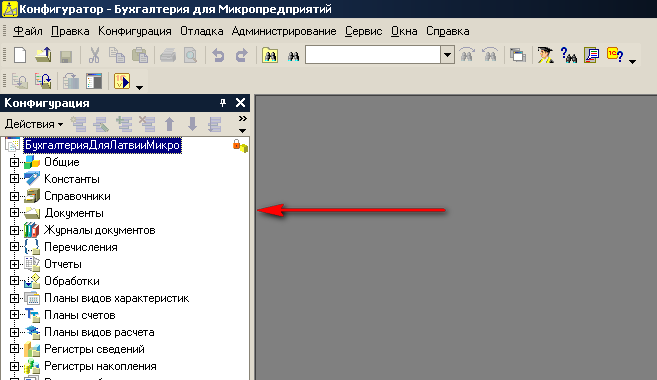 Конфигуратор - Бухгалтерия для Микропредприятий
Файл Правка Конфигурация Отладка Администрирование Сервис Окна Справка
Конфигурация
Действия
БухгалтерияДляЛатвииМикро
Общие
Константы
Справочники
Документы
Журналы документов
Перечисления
Отчеты
Обработки
Планы видов характеристик
Планы счетов
Планы видов расчета
Регистры сведений
Регистры накопления